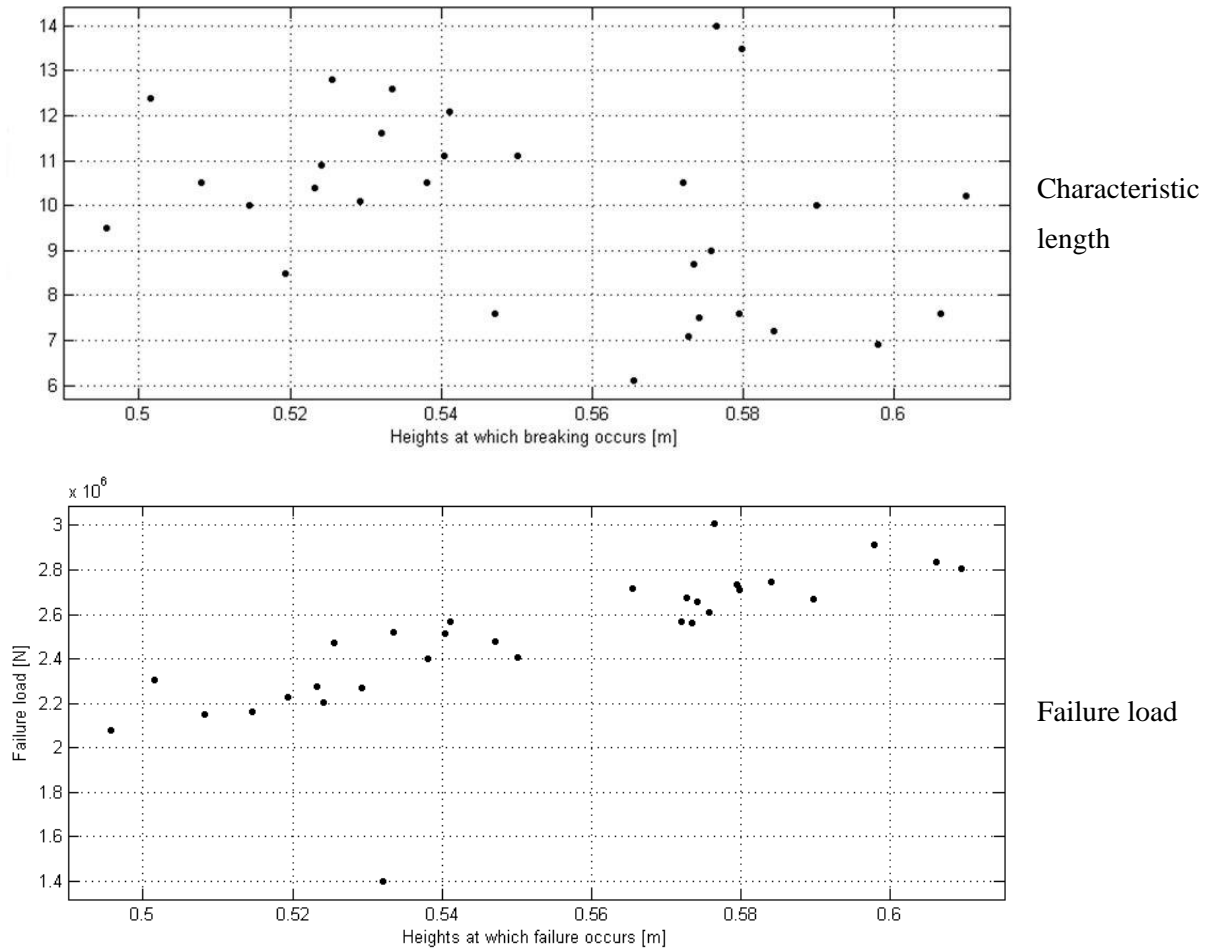 14
13
12
11
10
9
8
7
6
0.5 0.52 0.54 0.56 0.58 0.6
Heights at which breaking occurs [m]
Characteristic
length
x 10^6
3
2.8
2.6
2.4
2.2
2
1.8
1.6
1.4
Failure load [N]
0.5 0.52 0.54 0.56 0.58 0.6
Heights at which failure occurs [m]
Failure load